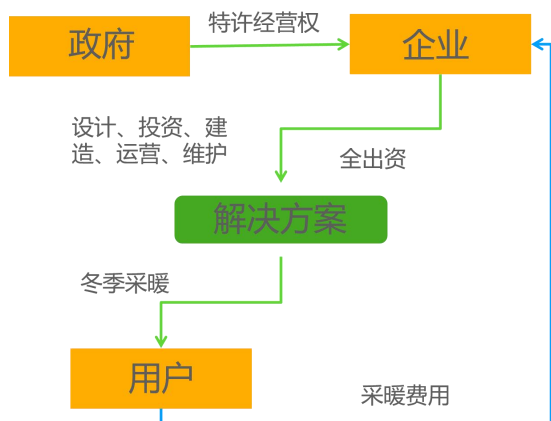 特许经营权
政府
企业
设计、投资、建
造、运营、维护
全出资
解决方案
冬季采暖
用户
采暖费用